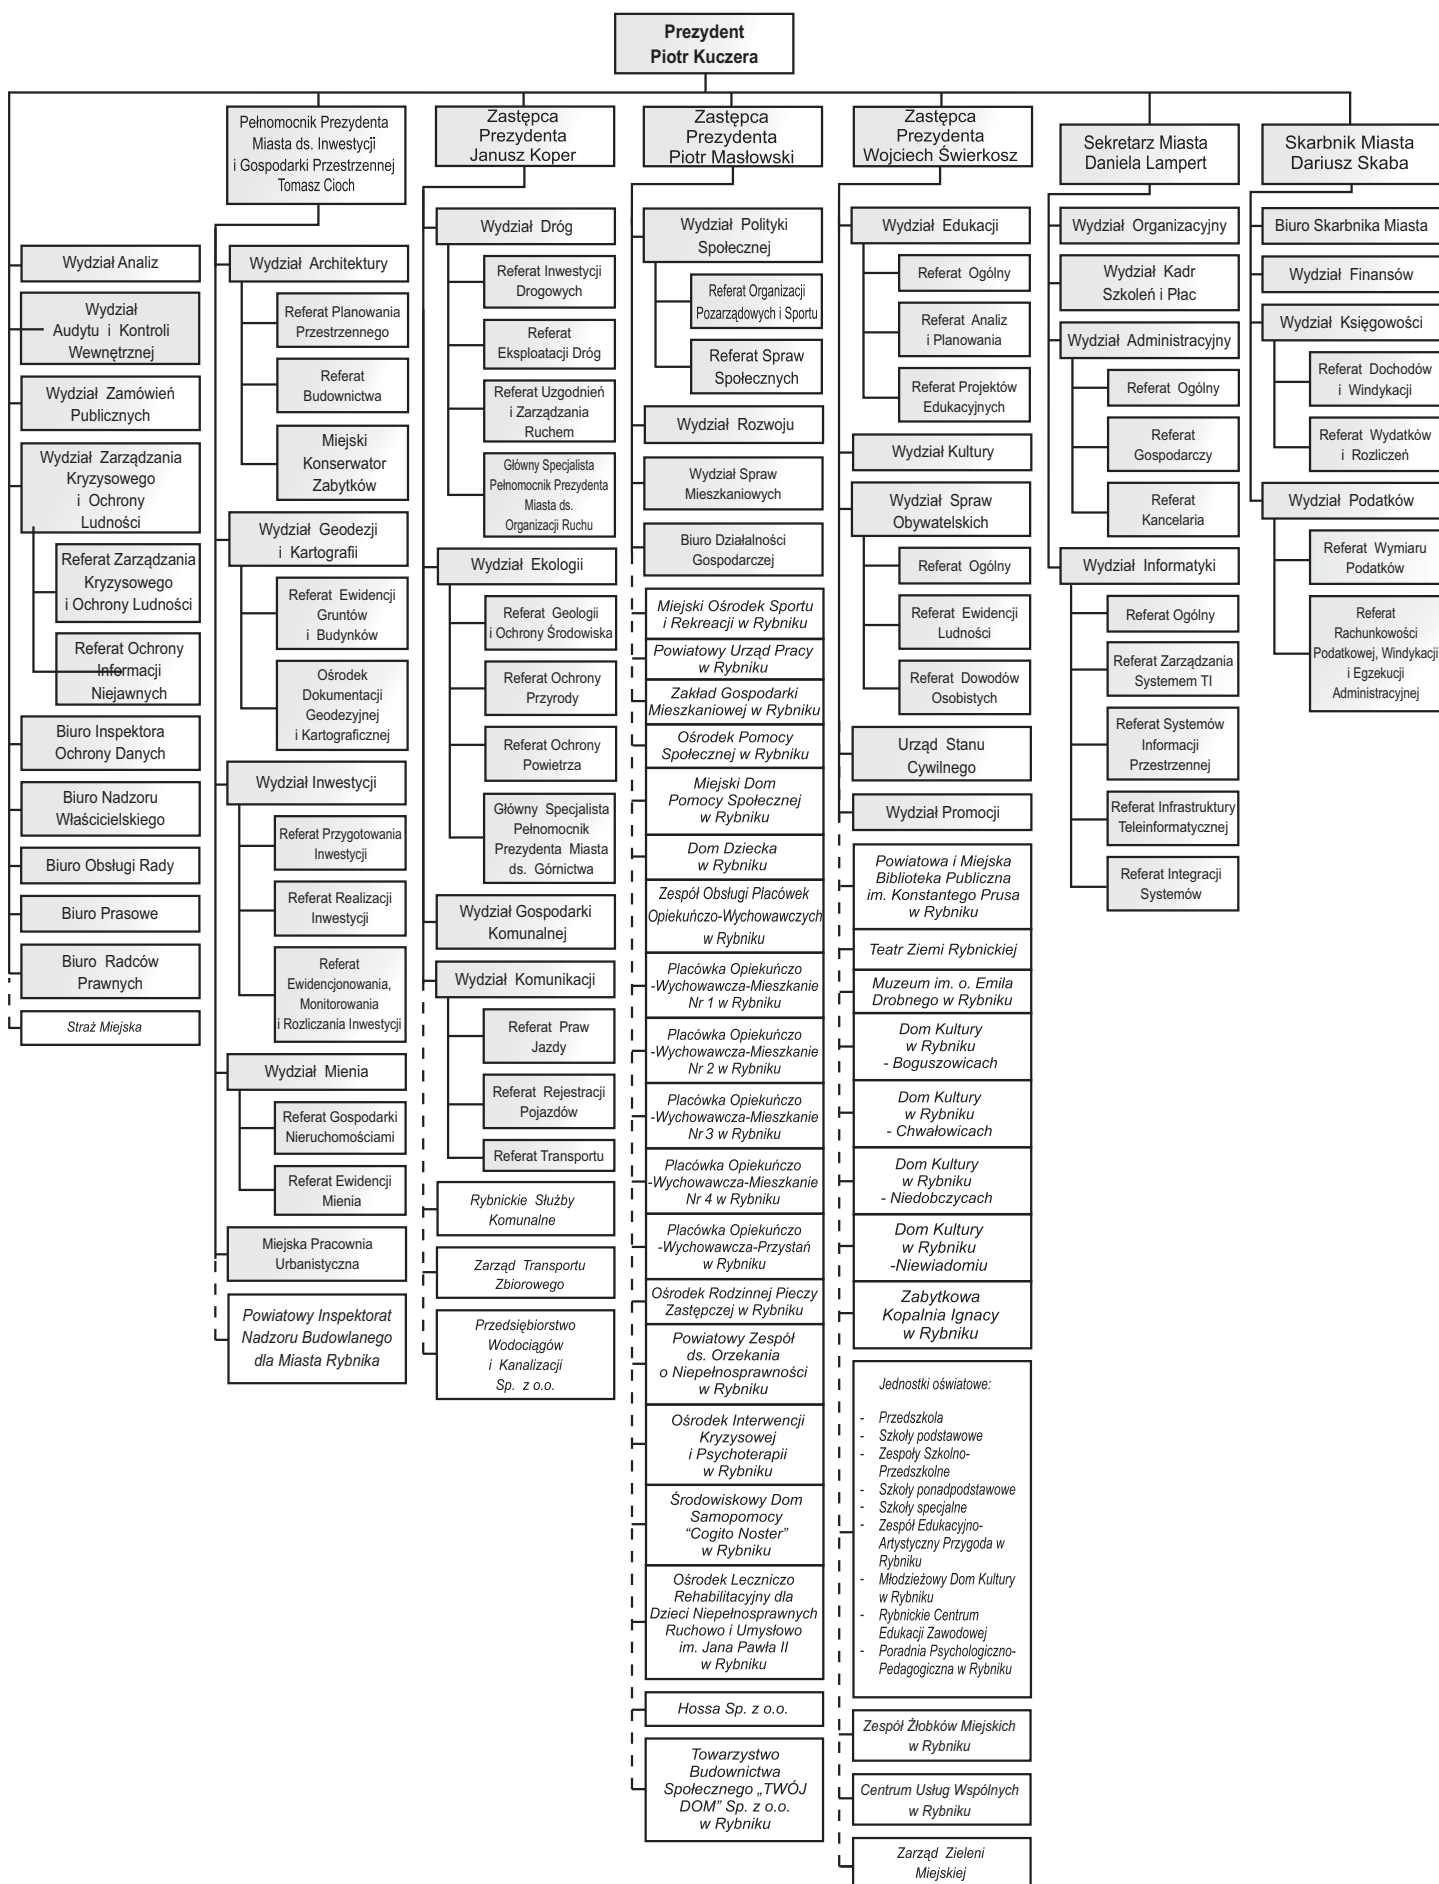 Prezydent
Piotr Kuczera
Wydział Analiz
Wydział
Audytu i Kontroli
Wewnętrznej
Wydział Zamówień
Publicznych
Wydział Zarządzania
Kryzysowego
i Ochrony
Ludności
Referat Zarządzania
Kryzysowego
i Ochrony Ludności
Referat Ochrony
Informacji
Niejawnych
Biuro Inspektora
Ochrony Danych
Biuro Nadzoru
Właścicielskiego
Biuro Obsługi Rady
Biuro Prasowe
Biuro Radców
Prawnych
Straż Miejska
Pełnomocnik Prezydenta
Miasta ds. Inwestycji
i Gospodarki Przestrzennej
Tomasz Cioch
Wydział Architektury
Referat Planowania
Przestrzennego
Referat
Budownictwa
Miejski
Konserwator
Zabytków
Wydział Geodezji
i Kartografii
Referat Ewidencji
Gruntów
i Budynków
Ośrodek
Dokumentacji
Geodezyjnej
i Kartograficznej
Wydział Inwestycji
Referat Przygotowania
Inwestycji
Referat Realizacji
Inwestycji
Referat
Ewidencjonowania,
Monitorowania
i Rozliczania Inwestycji
Wydział Mienia
Referat Gospodarki
Nieruchomościami
Referat Ewidencji
Mienia
Miejska Pracownia
Urbanistyczna
Powiatowy Inspektorat
Nadzoru Budowlanego
dla Miasta Rybnika
Zastępca
Prezydenta
Janusz Koper
Wydział Dróg
Referat Inwestycji
Drogowych
Referat
Eksploatacji Dróg
Referat Uzgodnień
i Zarządzania
Ruchem
Główny Specjalista
Pełnomocnik Prezydenta
Miasta ds.
Organizacji Ruchu
Wydział Ekologii
Referat Geologii
i Ochrony Środowiska
Referat Ochrony
Przyrody
Referat Ochrony
Powietrza
Główny Specjalista
Pełnomocnik
Prezydenta Miasta
ds. Górnictwa
Wydział Gospodarki
Komunalnej
Wydział Komunikacji
Referat Praw
Jazdy
Referat Rejestracji
Pojazdów
Referat Transportu
Rybnickie Służby
Komunalne
Zarząd Transportu
Zbiorowego
Przedsiębiorstwo
Wodociągów
i Kanalizacji
Sp. z o.o.
Zastępca
Prezydenta
Piotr Masłowski
Wydział Polityki
Społecznej
Referat Organizacji
Pozarządowych i Sportu
Referat Spraw
Społecznych
Wydział Rozwoju
Wydział Spraw
Mieszkaniowych
Biuro Działalności
Gospodarczej
Miejski Ośrodek Sportu
i Rekreacji w Rybniku
Powiatowy Urząd Pracy
w Rybniku
Zakład Gospodarki
Mieszkaniowej w Rybniku
Ośrodek Pomocy
Społecznej w Rybniku
Miejski Dom
Pomocy Społecznej
w Rybniku
Dom Dziecka
w Rybniku
Zespół Obsługi Placówek
Opiekuńczo-Wychowawczych
w Rybniku
Placówka Opiekuńczo
-Wychowawcza-Mieszkanie
Nr 1 w Rybniku
Placówka Opiekuńczo
-Wychowawcza-Mieszkanie
Nr 2 w Rybniku
Placówka Opiekuńczo
-Wychowawcza-Mieszkanie
Nr 3 w Rybniku
Placówka Opiekuńczo
-Wychowawcza-Mieszkanie
Nr 4 w Rybniku
Placówka Opiekuńczo
-Wychowawcza-Przystań
w Rybniku
Ośrodek Rodzinnej Pieczy
Zastępczej w Rybniku
Powiatowy Zespół
ds. Orzekania
o Niepełnosprawności
w Rybniku
Ośrodek Interwencji
Kryzysowej
i Psychoterapii
w Rybniku
Środowiskowy Dom
Samopomocy
"Cogito Noster"
w Rybniku
Ośrodek Leczniczo
Rehabilitacyjny dla
Dzieci Niepełnosprawnych
Ruchowo i Umysłowo
im. Jana Pawła II
w Rybniku
Hossa Sp. z o.o.
Towarzystwo
Budownictwa
Społecznego „TWÓJ
DOM” Sp. z o.o.
w Rybniku
Zastępca
Prezydenta
Wojciech Świerkosz
Wydział Edukacji
Referat Ogólny
Referat Analiz
i Planowania
Referat Projektów
Edukacyjnych
Wydział Kultury
Wydział Spraw
Obywatelskich
Referat Ogólny
Referat Ewidencji
Ludności
Referat Dowodów
Osobistych
Urząd Stanu
Cywilnego
Wydział Promocji
Powiatowa i Miejska
Biblioteka Publiczna
im. Konstantego Prusa
w Rybniku
Teatr Ziemi Rybnickiej
Muzeum im. o. Emila
Drobnego w Rybniku
Dom Kultury
w Rybniku
- Boguszowicach
Dom Kultury
w Rybniku
- Chwałowicach
Dom Kultury
w Rybniku
- Niedobczycach
Dom Kultury
w Rybniku
-Niewiadomiu
Zabytkowa
Kopalnia Ignacy
w Rybniku
Jednostki oświatowe:
- Przedszkola
- Szkoły podstawowe
- Zespoły Szkolno-
Przedszkolne
- Szkoły ponadpodstawowe
- Szkoły specjalne
- Zespół Edukacyjno-
Artystyczny Przygoda w
Rybniku
- Młodzieżowy Dom Kultury
w Rybniku
- Rybnickie Centrum
Edukacji Zawodowej
- Poradnia Psychologiczno-
Pedagogiczna w Rybniku
Zespół Żłobków Miejskich
w Rybniku
Centrum Usług Wspólnych
w Rybniku
Zarząd Zieleni
Miejskiej
Sekretarz Miasta
Daniela Lampert
Wydział Organizacyjny
Wydział Kadr
Szkoleń i Płac
Wydział Administracyjny
Referat Ogólny
Referat
Gospodarczy
Referat
Kancelaria
Wydział Informatyki
Referat Ogólny
Referat Zarządzania
Systemem TI
Referat Systemów
Informacji
Przestrzennej
Referat Infrastruktury
Teleinformatycznej
Referat Integracji
Systemów
Skarbnik Miasta
Dariusz Skaba
Biuro Skarbnika Miasta
Wydział Finansów
Wydział Księgowości
Referat Dochodów
i Windykacji
Referat Wydatków
i Rozliczeń
Wydział Podatków
Referat Wymiaru
Podatków
Referat
Rachunkowości
Podatkowej, Windykacji
i Egzekucji
Administracyjnej